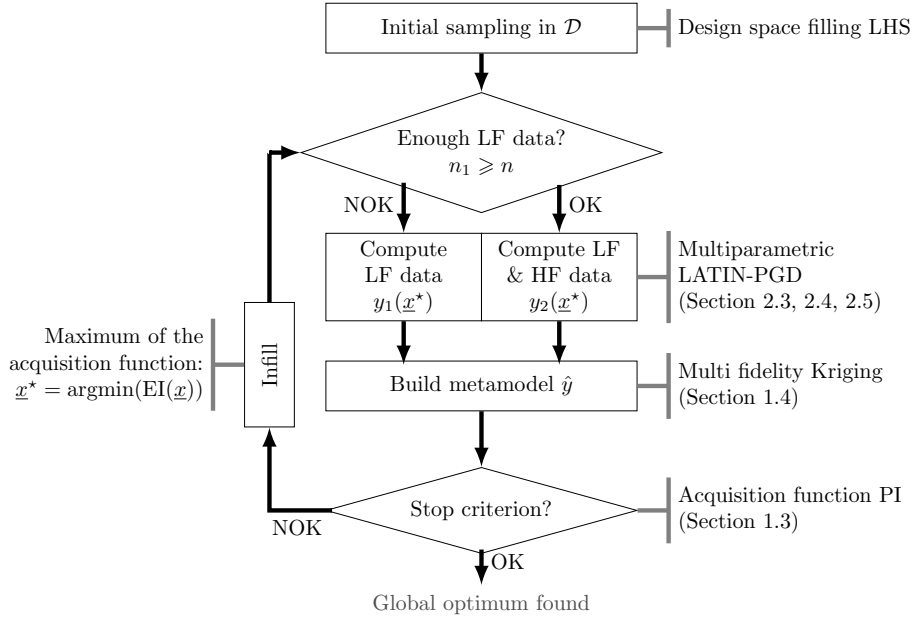 Initial sampling in 𝒟
Design space filling LHS
Enough LF data?
n₁ ⩾ n
NOK
OK
Compute
LF data
y₁(x̲⋆)
Compute LF
& HF data
y₂(x̲⋆)
Multiparametric
LATIN-PGD
(Section 2.3, 2.4, 2.5)
Maximum of the
acquisition function:
x̲⋆ = argmin(EI(x̲))
Infill
Build metamodel ŷ
Multi fidelity Kriging
(Section 1.4)
Stop criterion?
NOK
Acquisition function PI
(Section 1.3)
OK
Global optimum found